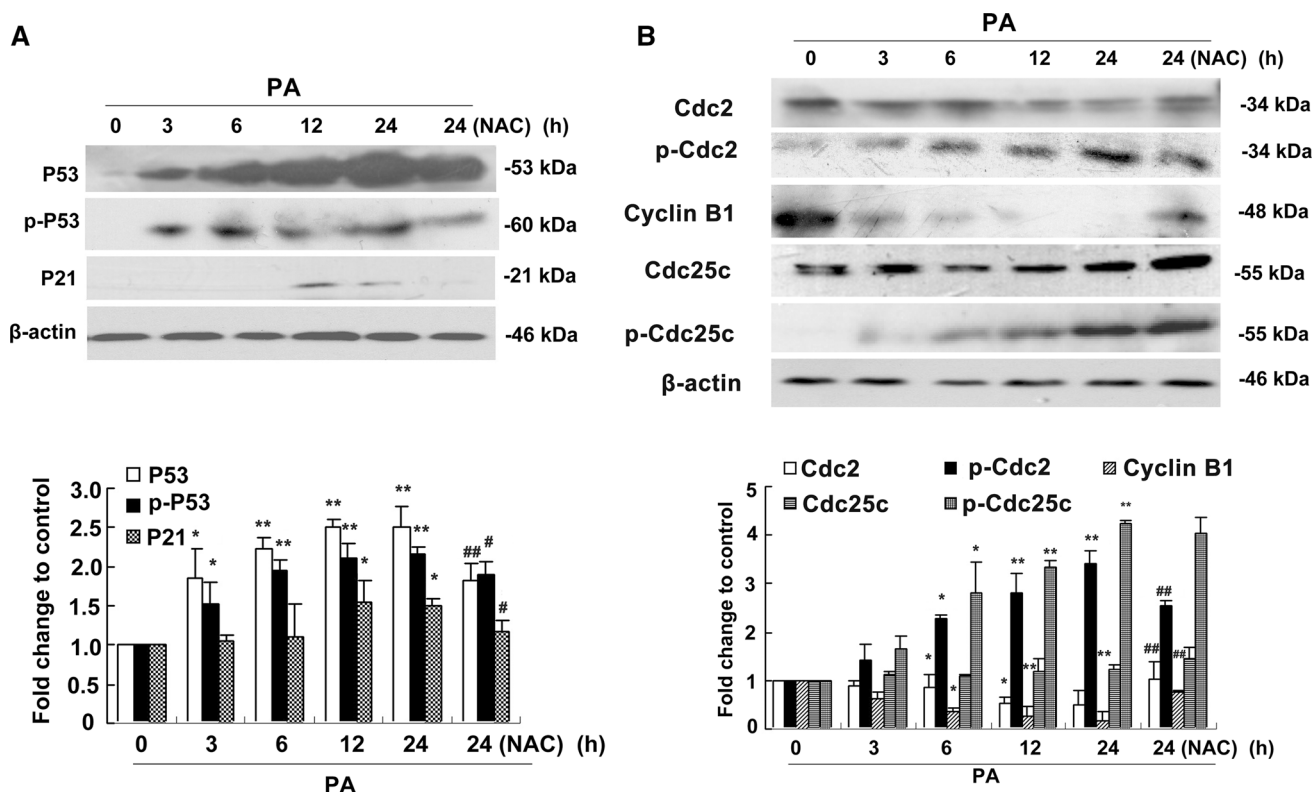 A
PA
0 3 6 12 24 24 (NAC) (h)
P53 -53 kDa
p-P53 -60 kDa
P21 -21 kDa
β-actin -46 kDa
P53
p-P53
P21
Fold change to control
3.0
2.5
2.0
1.5
1.0
0.5
0
* *
** **
** ** *
** ** *
## # #
0 3 6 12 24 24 (NAC) (h)
PA
B
PA
0 3 6 12 24 24 (NAC) (h)
Cdc2 -34 kDa
p-Cdc2 -34 kDa
Cyclin B1 -48 kDa
Cdc25c -55 kDa
p-Cdc25c -55 kDa
β-actin -46 kDa
Cdc2 p-Cdc2 Cyclin B1
Cdc25c p-Cdc25c
Fold change to control
5
4
3
2
1
0
* * * *
* ** ** **
** ** **
## ## ##
0 3 6 12 24 24 (NAC) (h)
PA